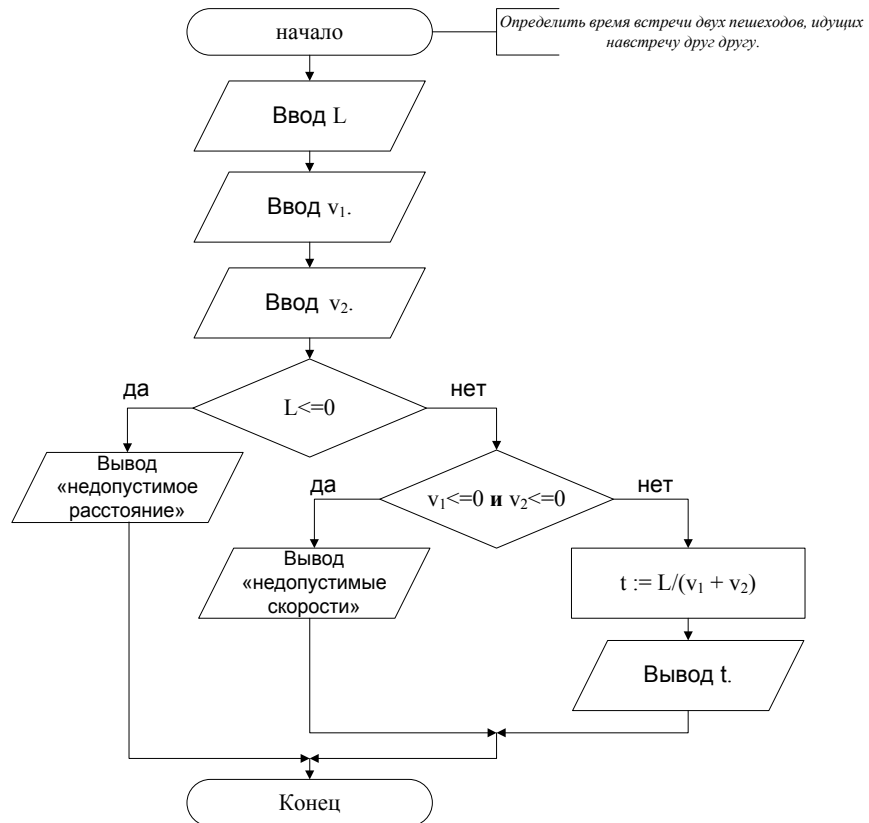 начало
Определить время встречи двух пешеходов, идущих
навстречу друг другу.
Ввод L
Ввод v₁.
Ввод v₂.
да
нет
L<=0
Вывод
«недопустимое
расстояние»
да
нет
v₁<=0 и v₂<=0
Вывод
«недопустимые
скорости»
t := L/(v₁ + v₂)
Вывод t.
Конец